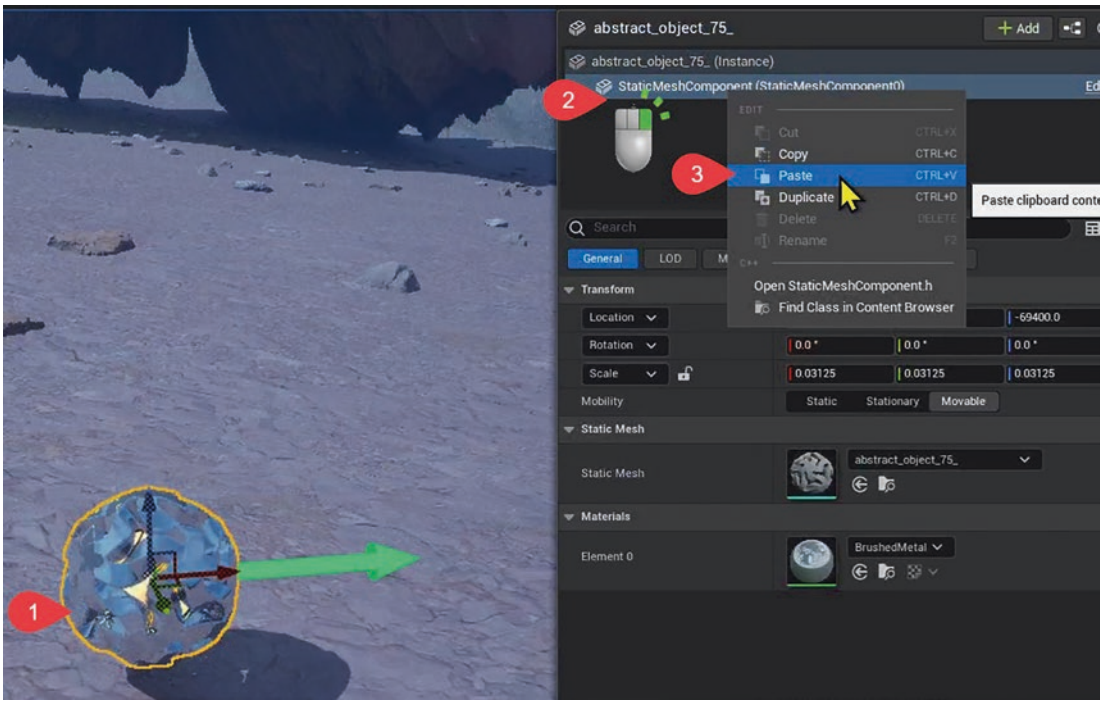 abstract_object_75_
+ Add
abstract_object_75_ (Instance)
StaticMeshComponent (StaticMeshComponent0)
2
EDIT
Cut CTRL+X
Copy CTRL+C
3
Paste CTRL+V
Duplicate CTRL+D
Paste clipboard conte
Delete DELETE
Search
Rename F2
General LOD M
C++
Open StaticMeshComponent.h
Transform
Find Class in Content Browser
Location -69400.0
Rotation 0.0 ° 0.0 ° 0.0 °
Scale 0.03125 0.03125 0.03125
Mobility Static Stationary Movable
Static Mesh
abstract_object_75_
Static Mesh
Materials
BrushedMetal
Element 0
1